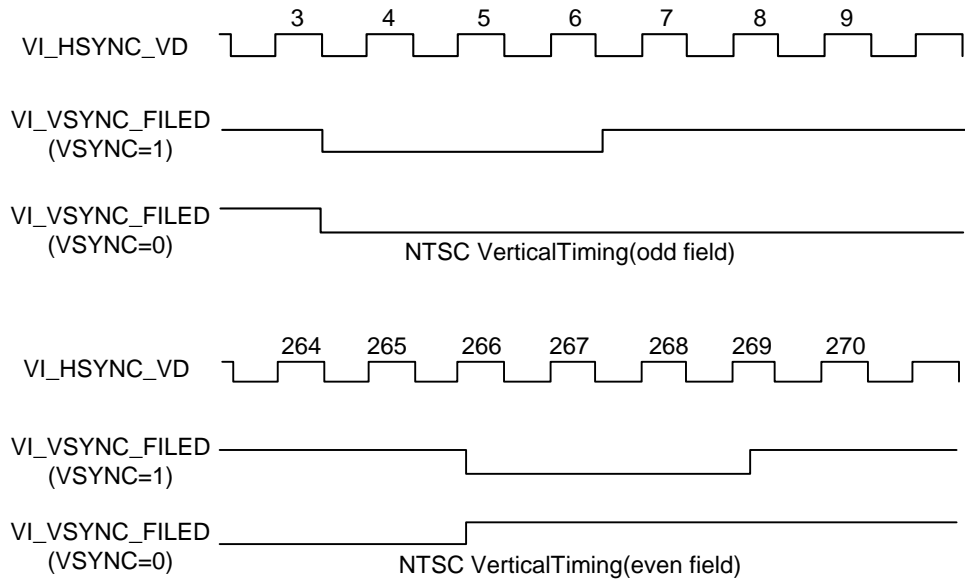 3 4 5 6 7 8 9
VI_HSYNC_VD
VI_VSYNC_FILED
(VSYNC=1)
VI_VSYNC_FILED
(VSYNC=0)
NTSC VerticalTiming(odd field)
264 265 266 267 268 269 270
VI_HSYNC_VD
VI_VSYNC_FILED
(VSYNC=1)
VI_VSYNC_FILED
(VSYNC=0)
NTSC VerticalTiming(even field)